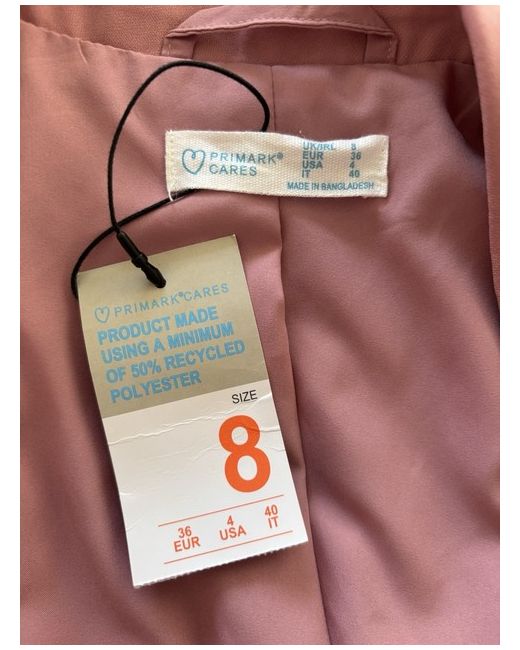 PRIMARK®
CARES
UK/IRL 8
EUR 36
USA 4
IT 40
MADE IN BANGLADESH
PRIMARK®CARES
PRODUCT MADE
USING A MINIMUM
OF 50% RECYCLED
POLYESTER
SIZE
8
36 4 40
EUR USA IT